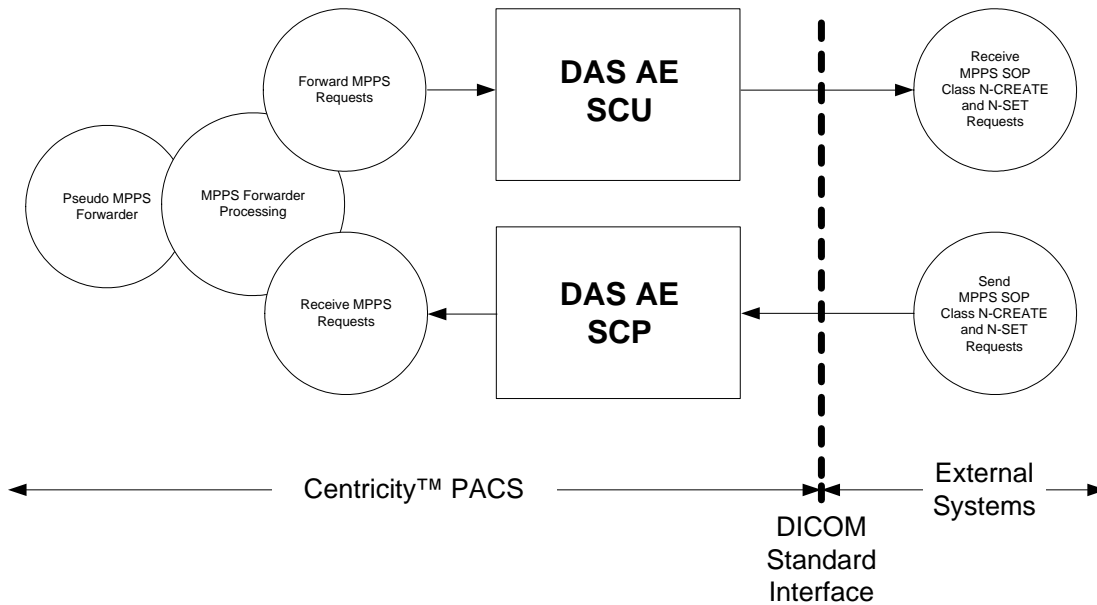 Forward MPPS
Requests
DAS AE
SCU
Receive
MPPS SOP
Class N-CREATE
and N-SET
Requests
Pseudo MPPS
Forwarder
MPPS Forwarder
Processing
Receive MPPS
Requests
DAS AE
SCP
Send
MPPS SOP
Class N-CREATE
and N-SET
Requests
Centricity™ PACS
External
Systems
DICOM
Standard
Interface